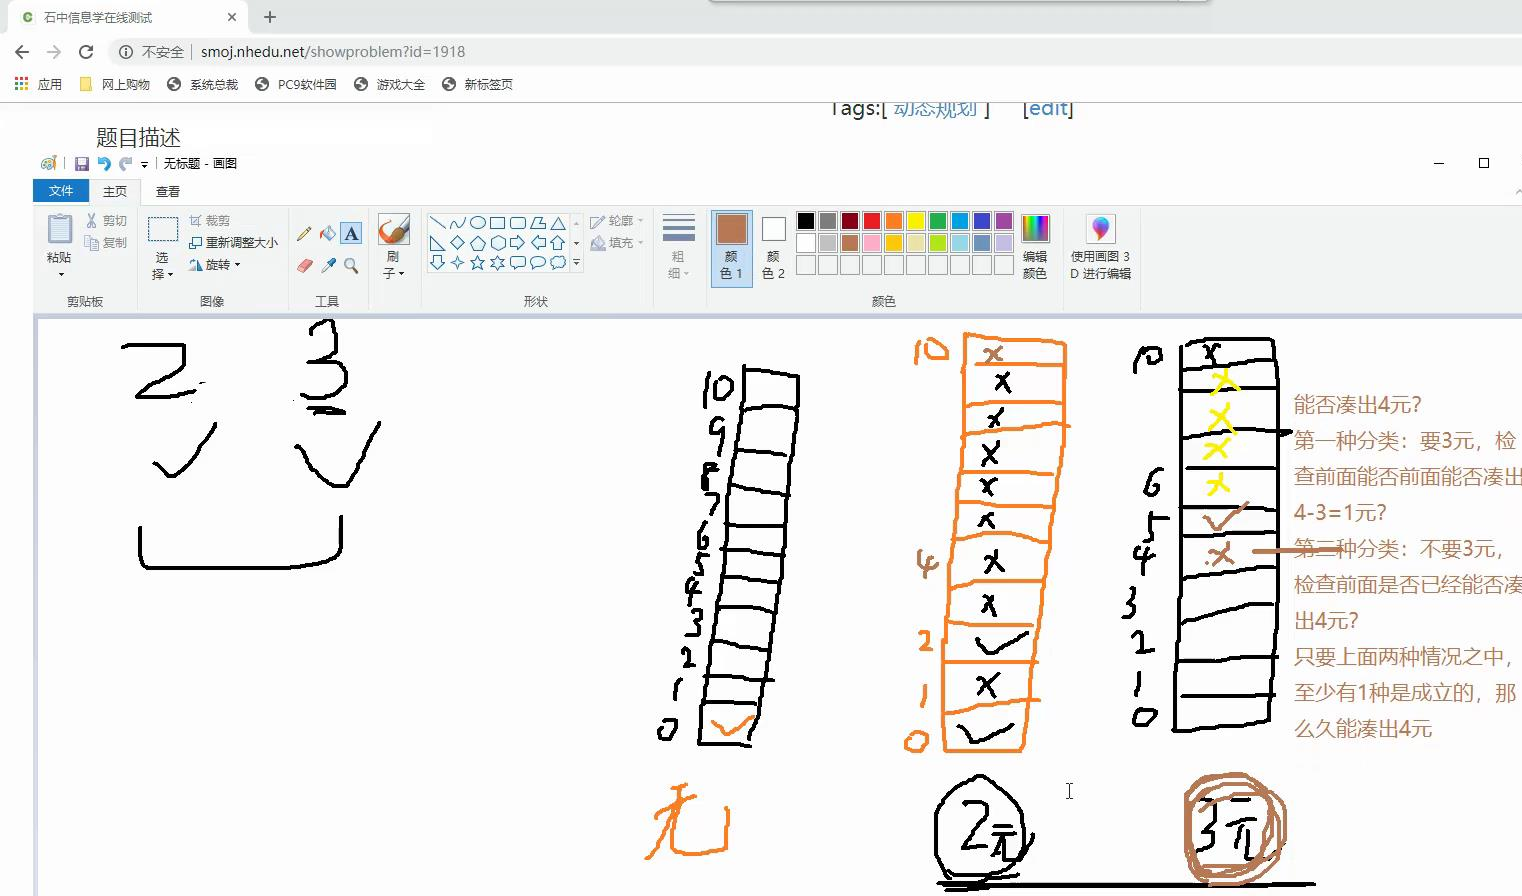 石中信息学在线测试
不安全 smoj.nhedu.net/showproblem?id=1918
应用 网上购物 系统总裁 PC9软件园 游戏大全 新标签页
Tags:[ 动态规划 ] [edit]
题目描述
无标题 - 画图
文件 主页 查看
粘贴
剪切
复制
剪贴板
选择
裁剪
重新调整大小
旋转
图像
A
工具
刷子
轮廓
填充
形状
粗细
颜色 1
颜色 2
编辑颜色
颜色
使用画图 3D 进行编辑
2 3
10
9
8
7
6
5
4
3
2
1
0
无
10
4
2
1
0
2元
10
6
5
4
3
2
1
0
3元
能否凑出4元?
第一种分类：要3元，检
查前面能否前面能否凑出
4-3=1元?
第二种分类：不要3元，
检查前面是否已经能否凑
出4元?
只要上面两种情况之中，
至少有1种是成立的，那
么久能凑出4元